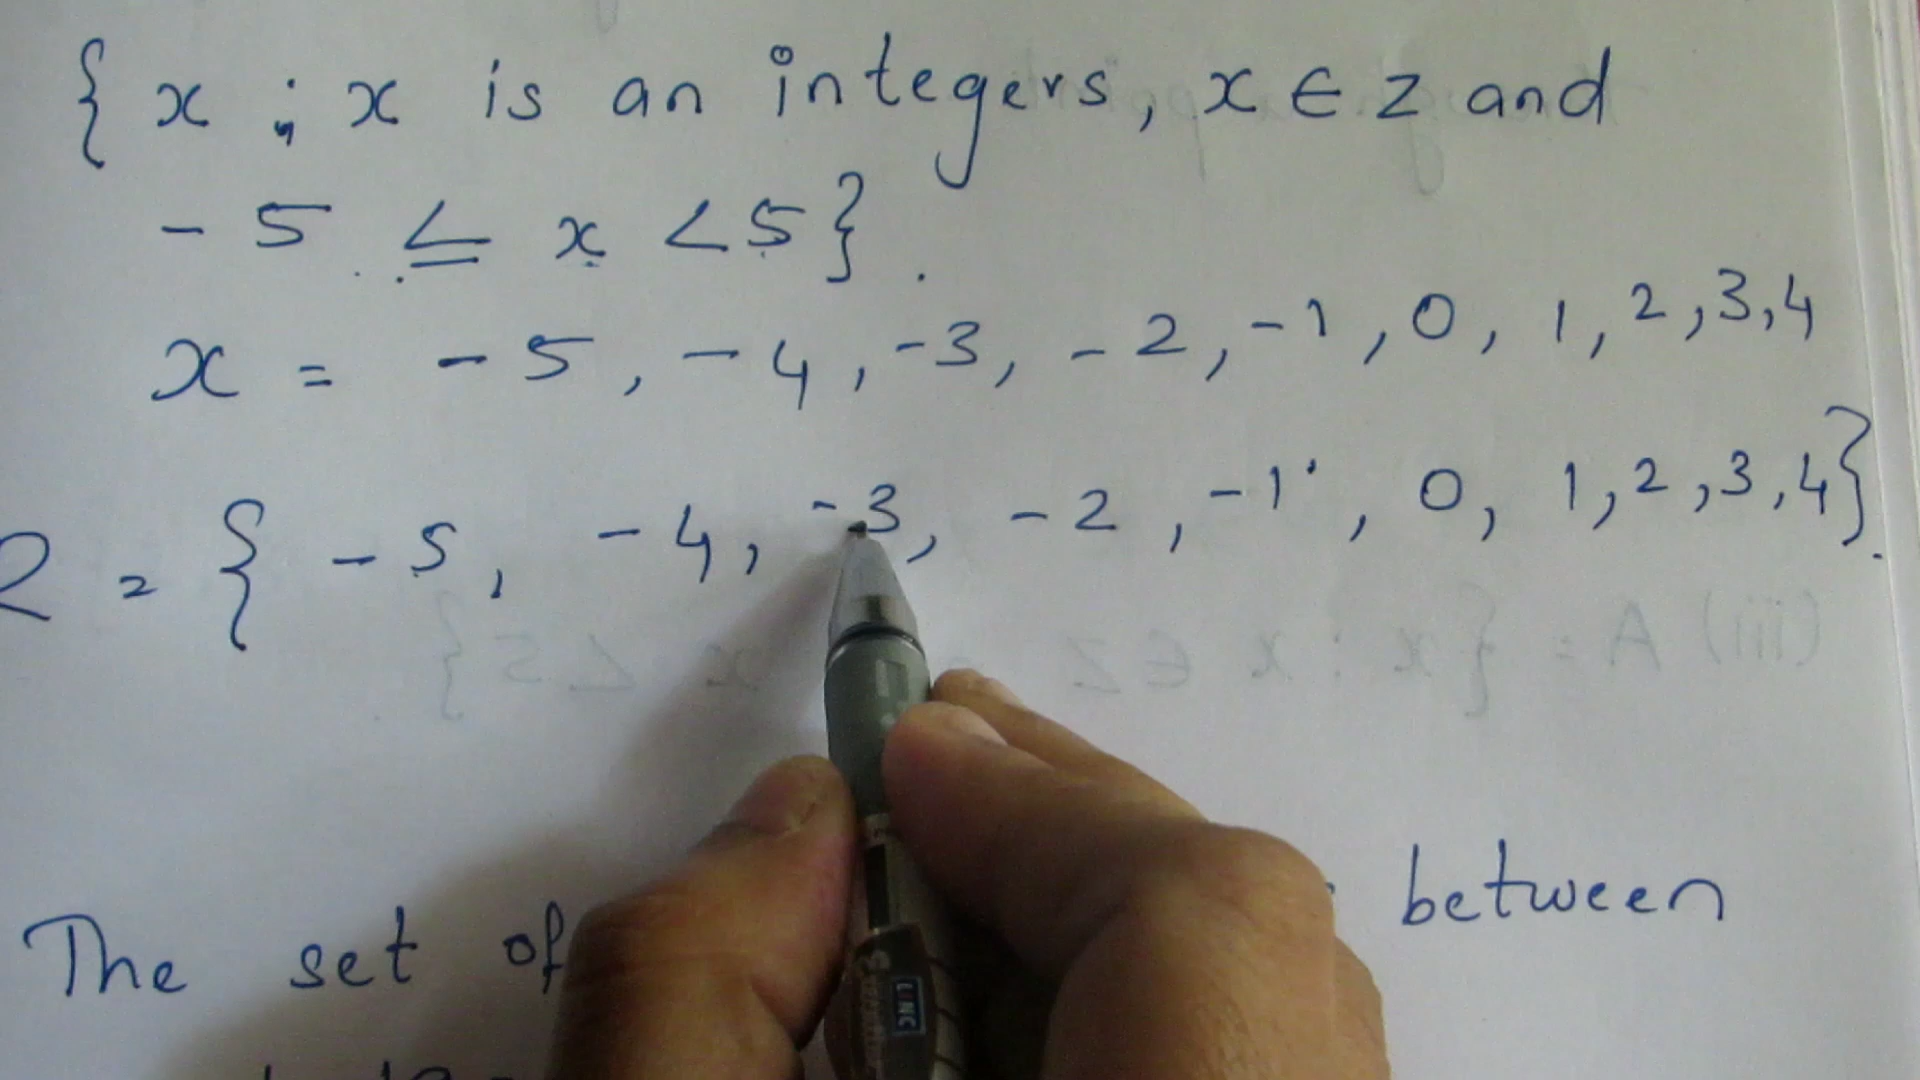 { x ; x is an integers, x ∈ z and
- 5 ≤ x < 5 } .
x = - 5 , - 4 , - 3 , - 2 , - 1 , 0 , 1 , 2 , 3 , 4
R = { - 5 , - 4 , - 3 , - 2 , - 1 , 0 , 1 , 2 , 3 , 4 } .
The set of between
LINC